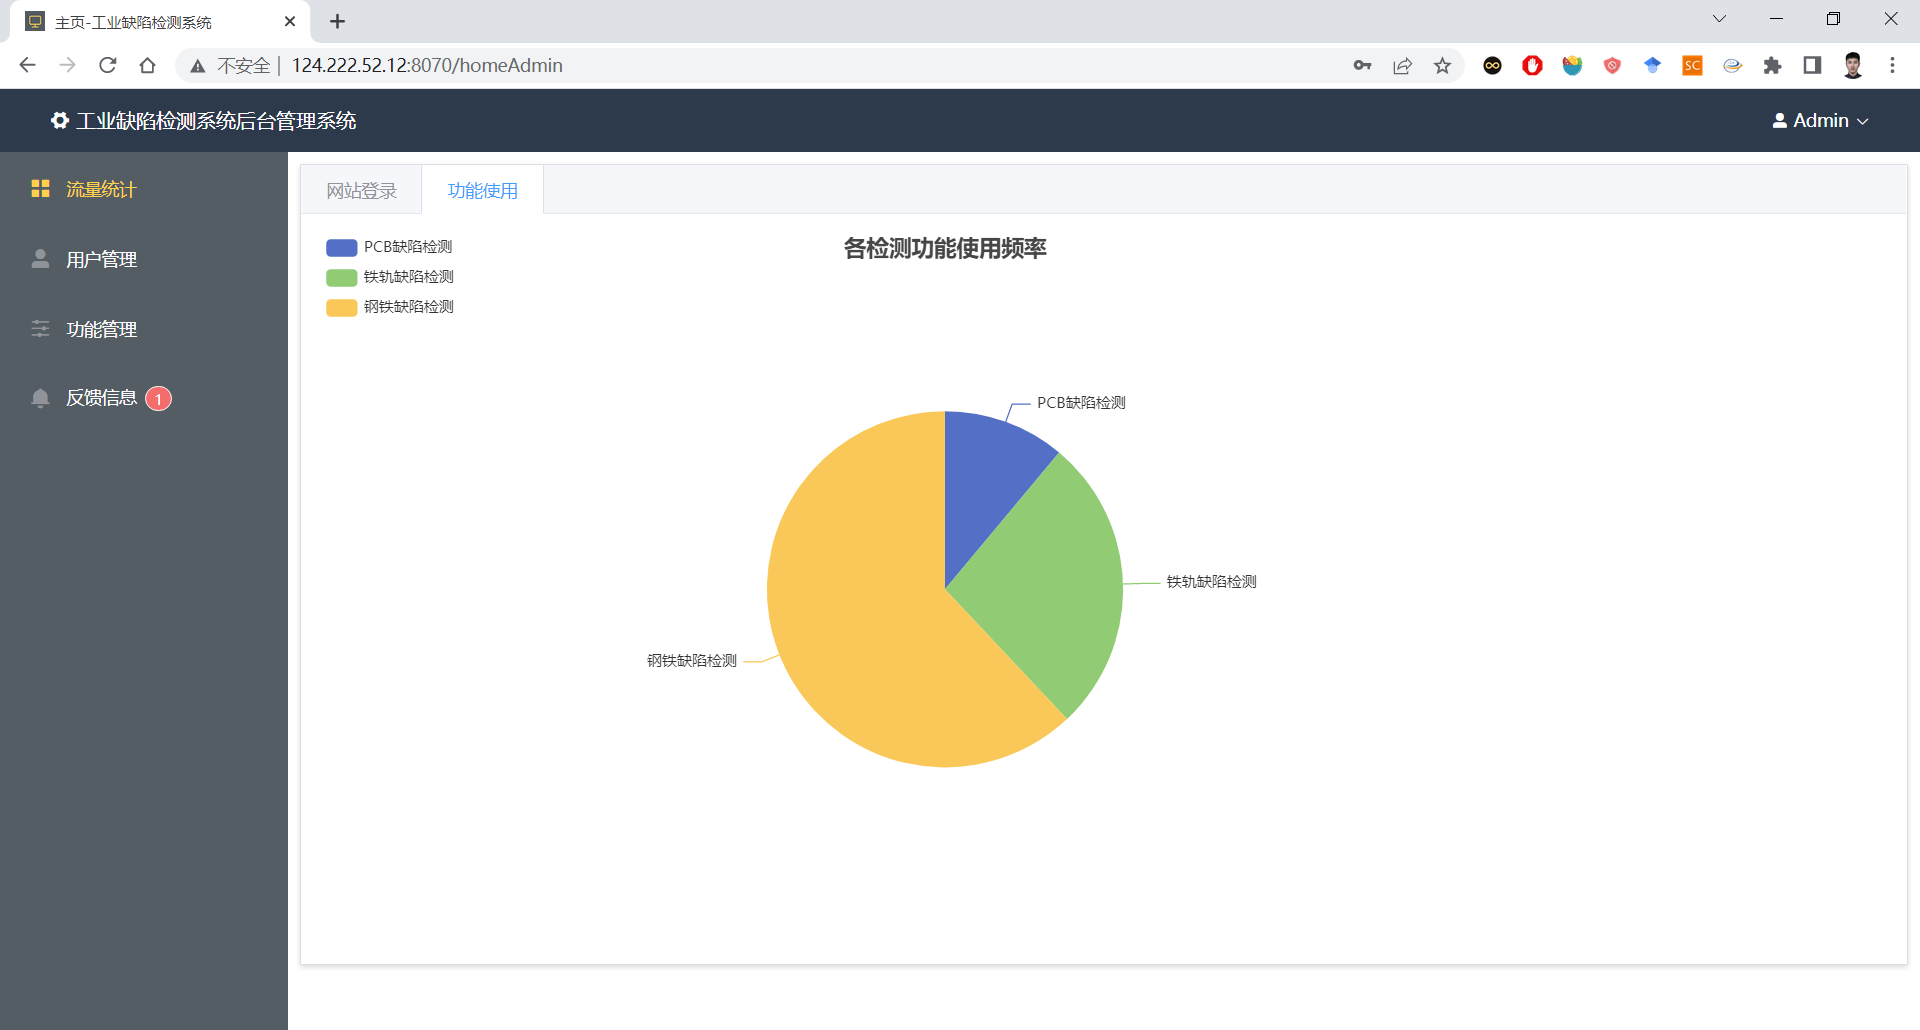 主页-工业缺陷检测系统
不安全 | 124.222.52.12:8070/homeAdmin
SC
工业缺陷检测系统后台管理系统
Admin
流量统计
用户管理
功能管理
反馈信息 1
网站登录 功能使用
各检测功能使用频率
PCB缺陷检测
铁轨缺陷检测
钢铁缺陷检测
PCB缺陷检测
铁轨缺陷检测
钢铁缺陷检测